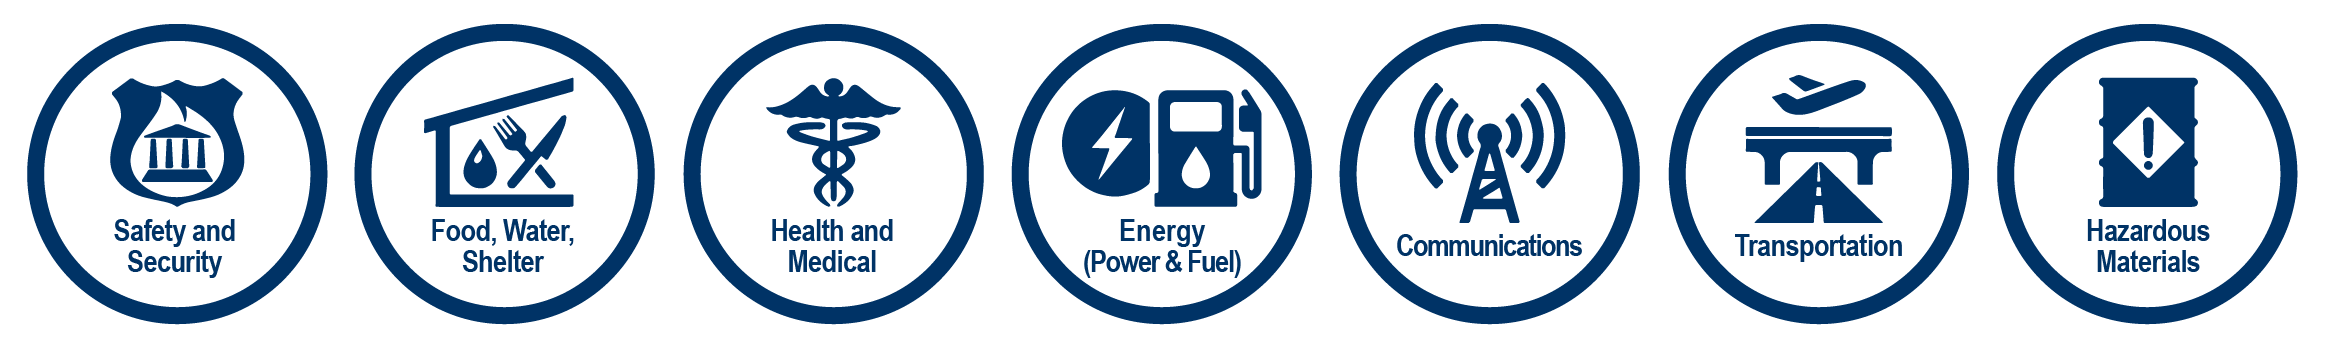 Safety and
Security
Food, Water,
Shelter
Health and
Medical
Energy
(Power & Fuel)
Communications
Transportation
Hazardous
Materials